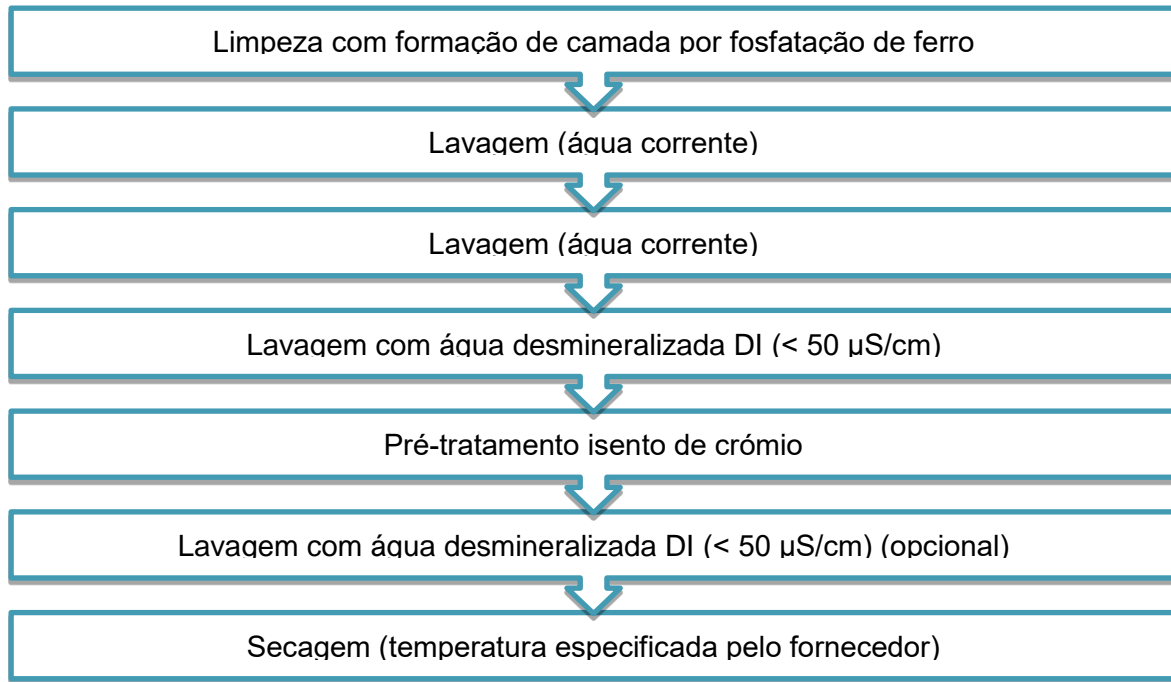 Limpeza com formação de camada por fosfatação de ferro
Lavagem (água corrente)
Lavagem (água corrente)
Lavagem com água desmineralizada DI (< 50 µS/cm)
Pré-tratamento isento de crómio
Lavagem com água desmineralizada DI (< 50 µS/cm) (opcional)
Secagem (temperatura especificada pelo fornecedor)